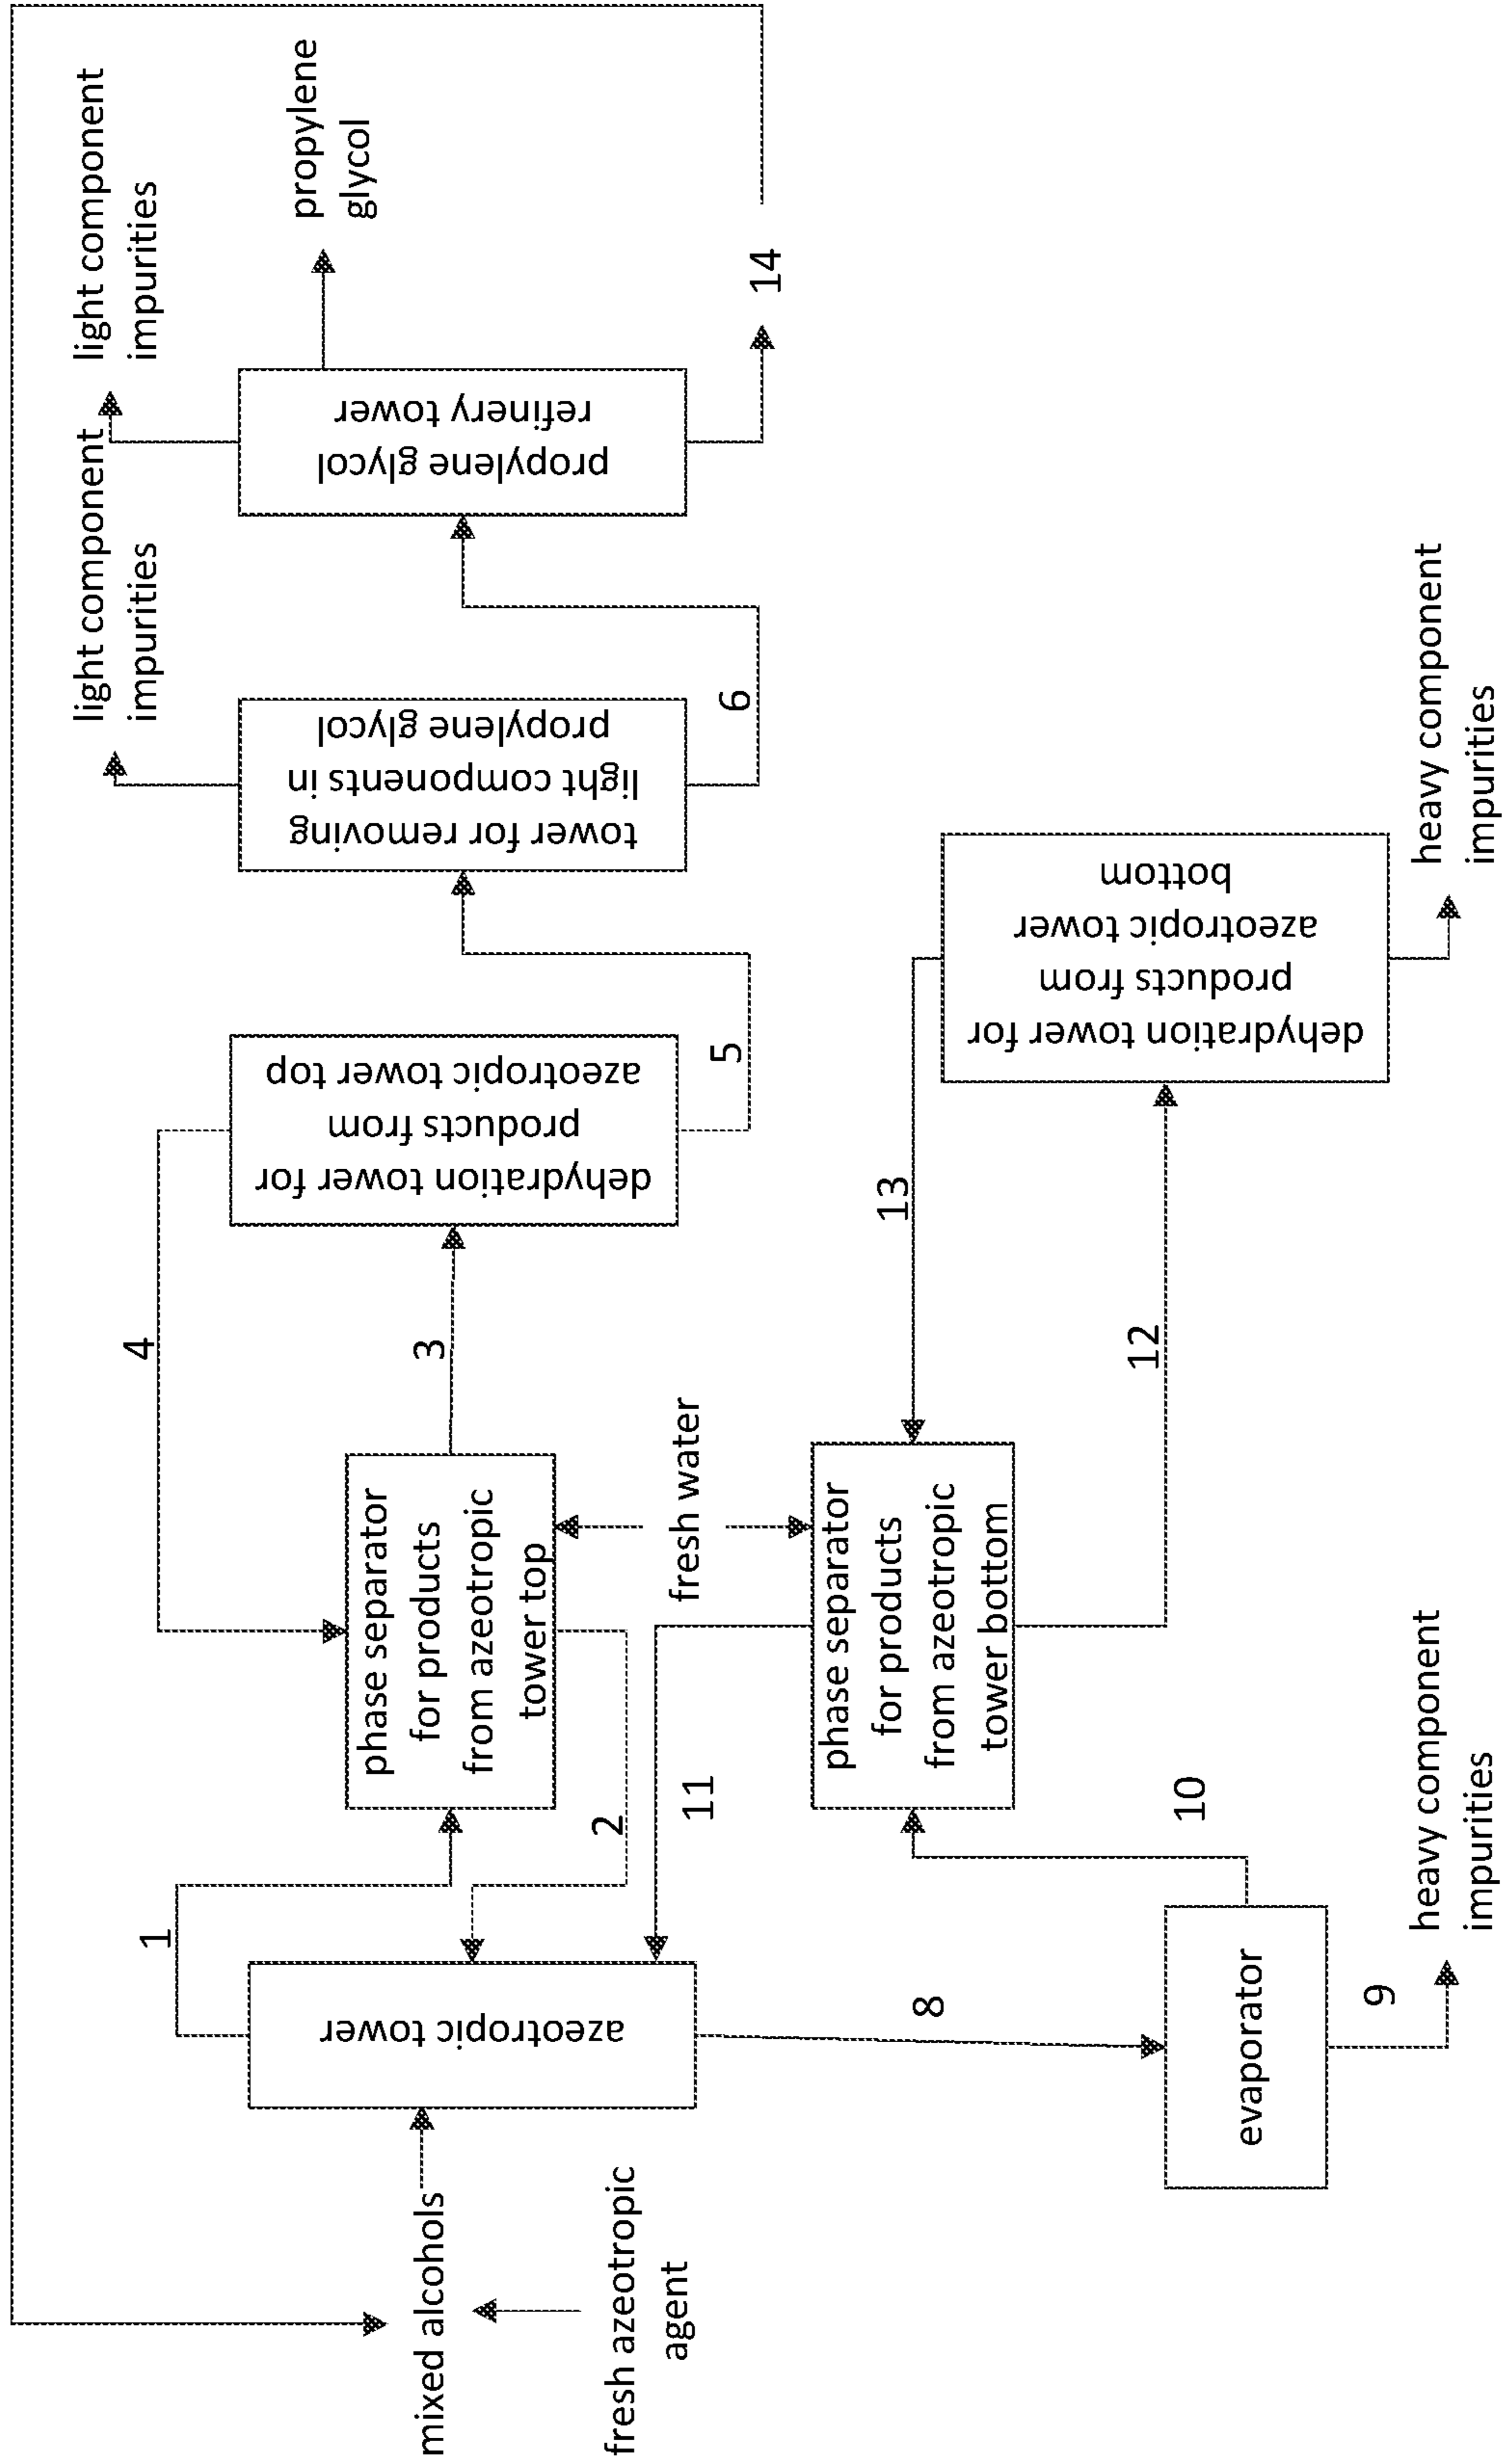 mixed alcohols
fresh azeotropic
agent
azeotropic tower
1
2
11
8
evaporator
9
heavy component
impurities
10
phase separator
for products
from azeotropic
tower top
fresh water
phase separator
for products
from azeotropic
tower bottom
4
3
13
12
dehydration tower for
products from
azeotropic tower top
5
dehydration tower for
products from
azeotropic tower
bottom
heavy component
impurities
tower for removing
light components in
propylene glycol
light component
impurities
6
propylene glycol
refinery tower
light component
impurities
propylene
glycol
14